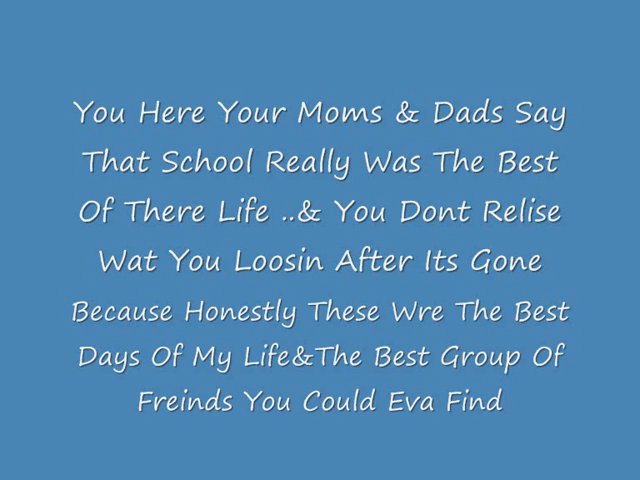 You Here Your Moms & Dads Say
That School Really Was The Best
Of There Life ..& You Dont Relise
Wat You Loosin After Its Gone
Because Honestly These Wre The Best
Days Of My Life&The Best Group Of
Freinds You Could Eva Find